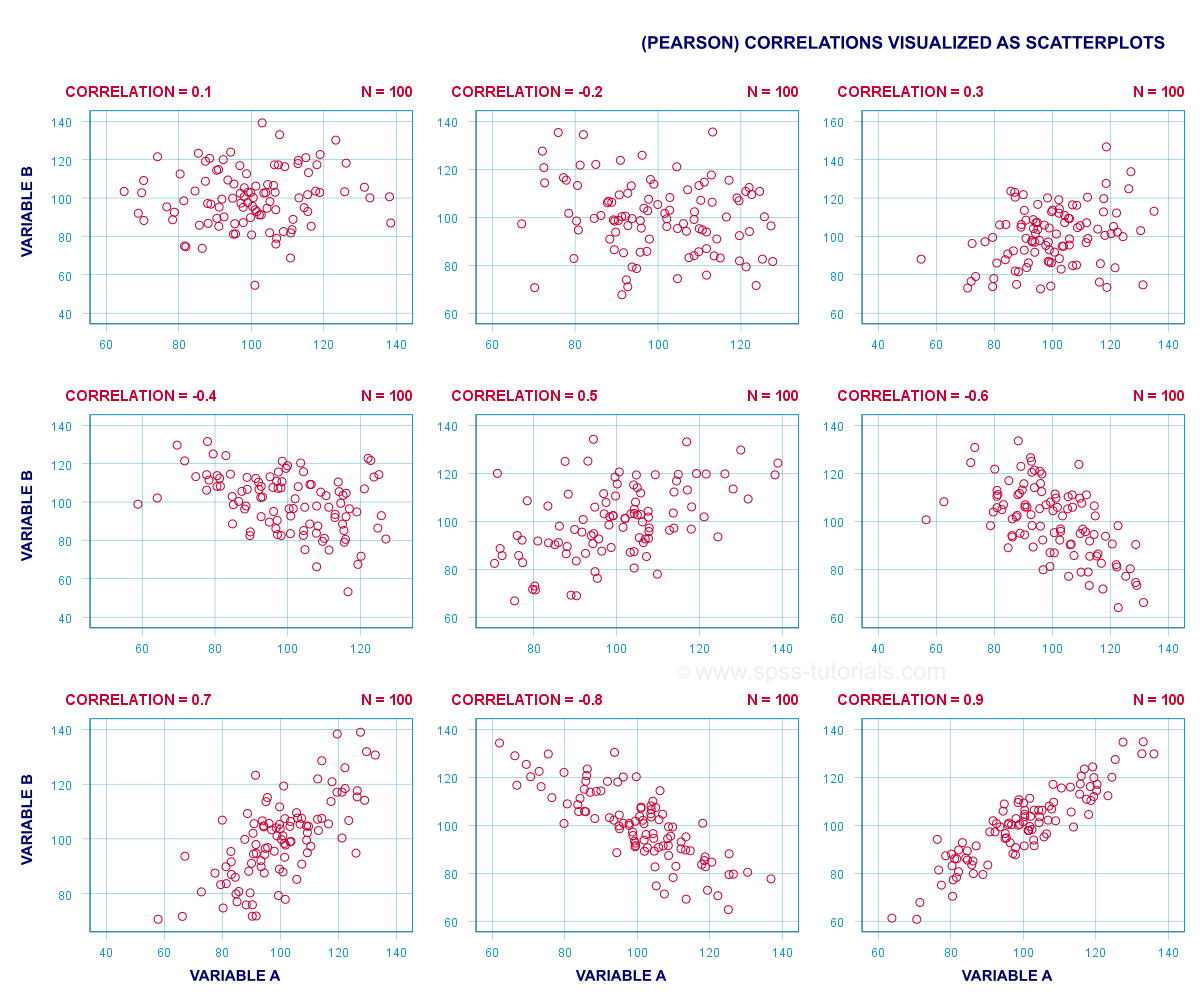 (PEARSON) CORRELATIONS VISUALIZED AS SCATTERPLOTS
CORRELATION = 0.1 N = 100
CORRELATION = -0.2 N = 100
CORRELATION = 0.3 N = 100
VARIABLE B
140
120
100
80
60
40
60 80 100 120 140
140
120
100
80
60
60 80 100 120
160
140
120
100
80
60
40 60 80 100 120 140
CORRELATION = -0.4 N = 100
CORRELATION = 0.5 N = 100
CORRELATION = -0.6 N = 100
VARIABLE B
140
120
100
80
60
40
60 80 100 120
140
120
100
80
60
80 100 120 140
140
120
100
80
60
40 60 80 100 120 140
© www.spss-tutorials.com
CORRELATION = 0.7 N = 100
CORRELATION = -0.8 N = 100
CORRELATION = 0.9 N = 100
VARIABLE B
140
120
100
80
40 60 80 100 120 140
VARIABLE A
140
120
100
80
60
60 80 100 120 140
VARIABLE A
140
120
100
80
60
60 80 100 120 140
VARIABLE A